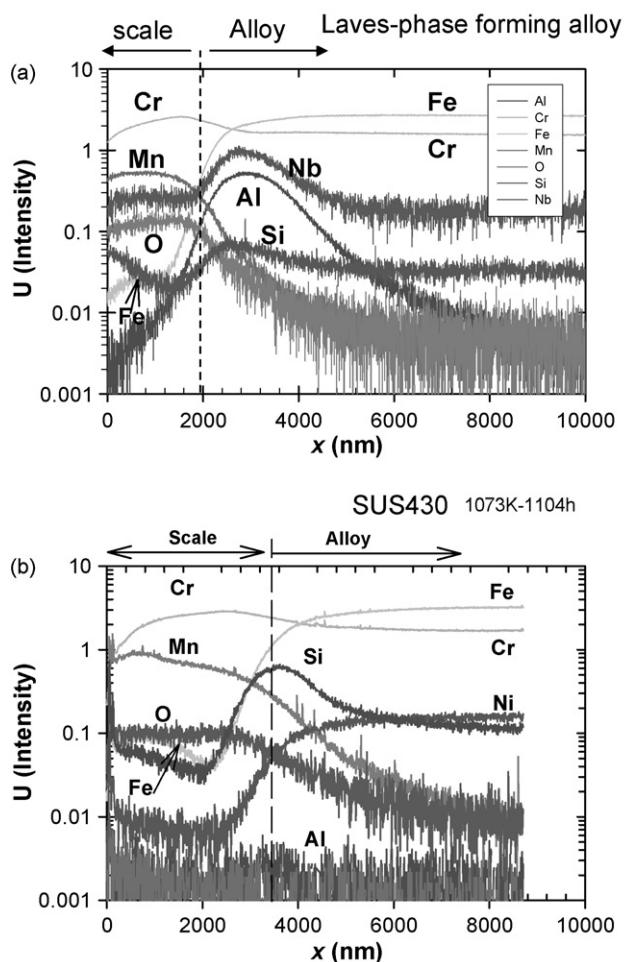 scale Alloy Laves-phase forming alloy
(a)
10
Cr Fe
Al
Cr
Fe
Mn
O
Si
Nb
1
Cr
Mn
Nb
Al
0.1
O
Si
Fe
0.01
0.001
U (Intensity)
0 2000 4000 6000 8000 10000
x (nm)
SUS430 1073K-1104h
(b)
Scale Alloy
10
Cr Fe
Mn
Si
1
Cr
O
Ni
0.1
Fe
0.01
Al
0.001
U (Intensity)
0 2000 4000 6000 8000 10000
x (nm)